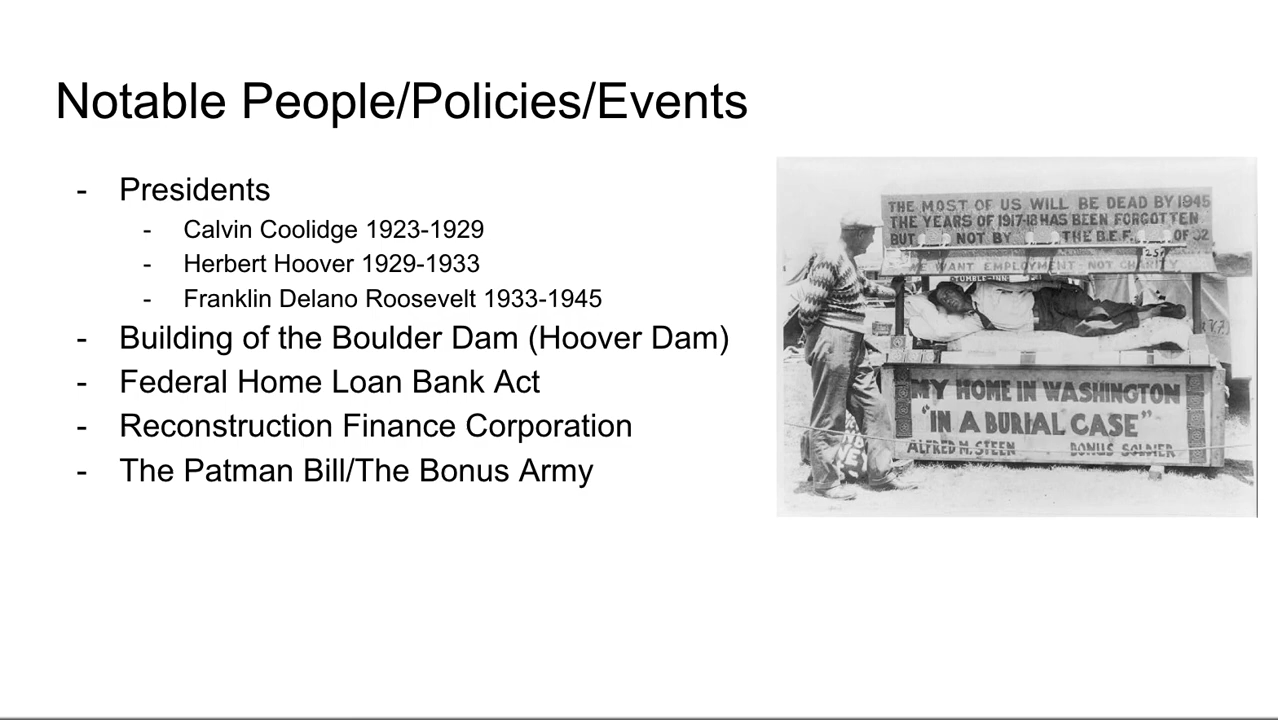 Notable People/Policies/Events
- Presidents
- Calvin Coolidge 1923-1929
- Herbert Hoover 1929-1933
- Franklin Delano Roosevelt 1933-1945
- Building of the Boulder Dam (Hoover Dam)
- Federal Home Loan Bank Act
- Reconstruction Finance Corporation
- The Patman Bill/The Bonus Army
THE MOST OF US WILL BE DEAD BY 1945
THE YEARS OF 1917-18 HAS BEEN FORGOTTEN
BUT NOT BY THE B.E.F. OF 32
WE WANT EMPLOYMENT NOT CHARITY
TUMBLE-INN
MY HOME IN WASHINGTON
"IN A BURIAL CASE"
ALFRED M. STEEN BONUS SOLDIER